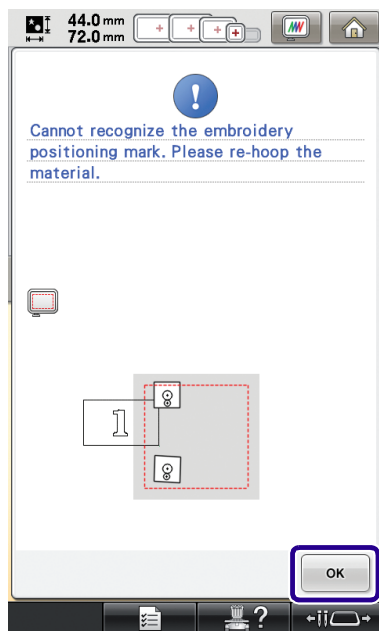 44.0 mm
72.0 mm
Cannot recognize the embroidery
positioning mark. Please re-hoop the
material.
1
OK
?